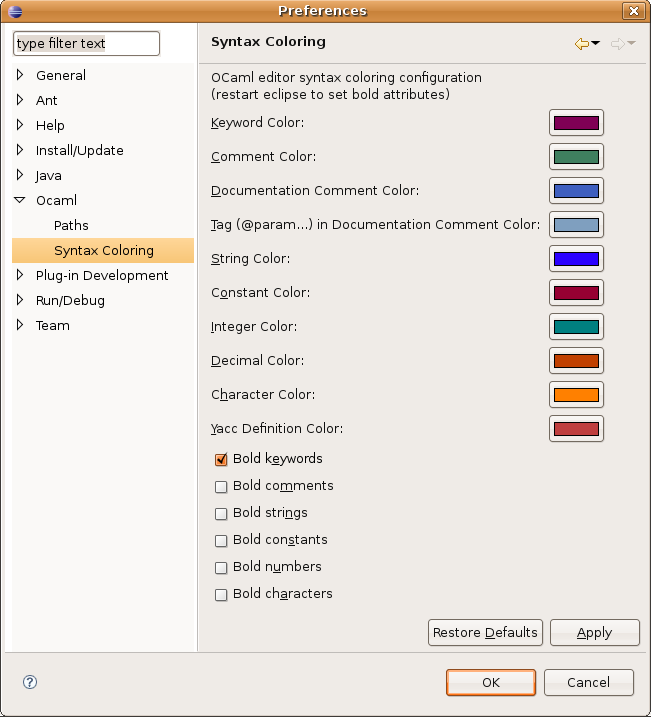 Preferences
type filter text
General
Ant
Help
Install/Update
Java
Ocaml
Paths
Syntax Coloring
Plug-in Development
Run/Debug
Team
Syntax Coloring
OCaml editor syntax coloring configuration
(restart eclipse to set bold attributes)
Keyword Color:
Comment Color:
Documentation Comment Color:
Tag (@param...) in Documentation Comment Color:
String Color:
Constant Color:
Integer Color:
Decimal Color:
Character Color:
Yacc Definition Color:
Bold keywords
Bold comments
Bold strings
Bold constants
Bold numbers
Bold characters
Restore Defaults
Apply
?
OK
Cancel